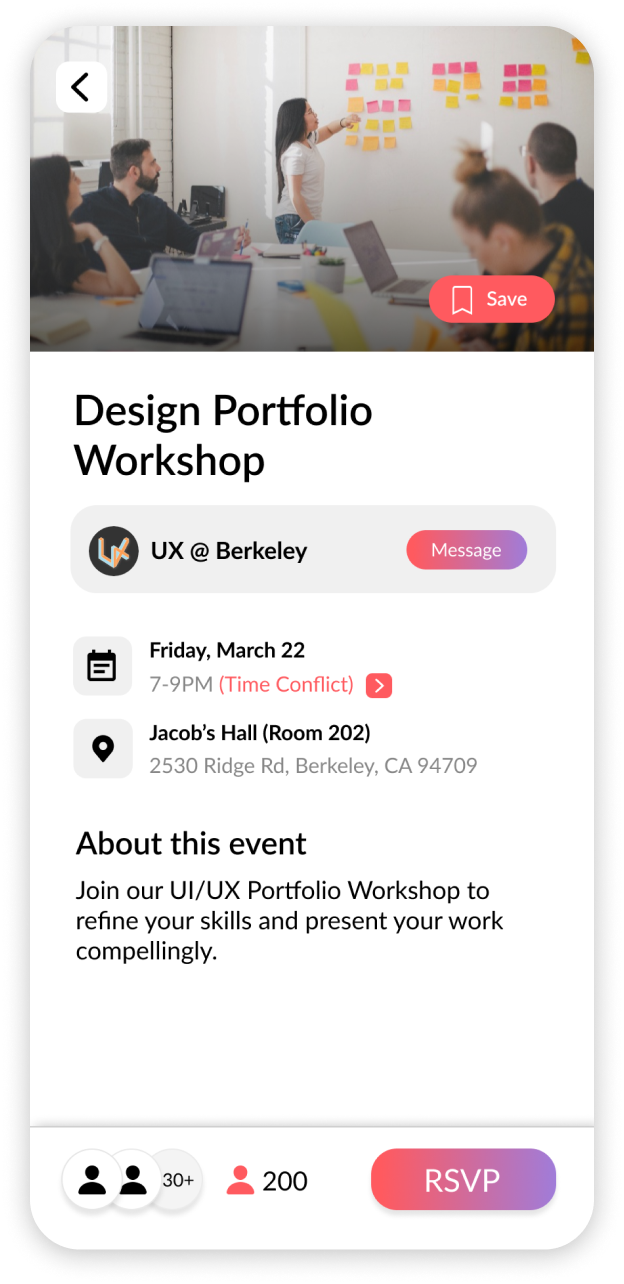 Save
Design Portfolio
Workshop
UX
UX @ Berkeley
Message
Friday, March 22
7-9PM (Time Conflict)
Jacob’s Hall (Room 202)
2530 Ridge Rd, Berkeley, CA 94709
About this event
Join our UI/UX Portfolio Workshop to
refine your skills and present your work
compellingly.
30+
200
RSVP